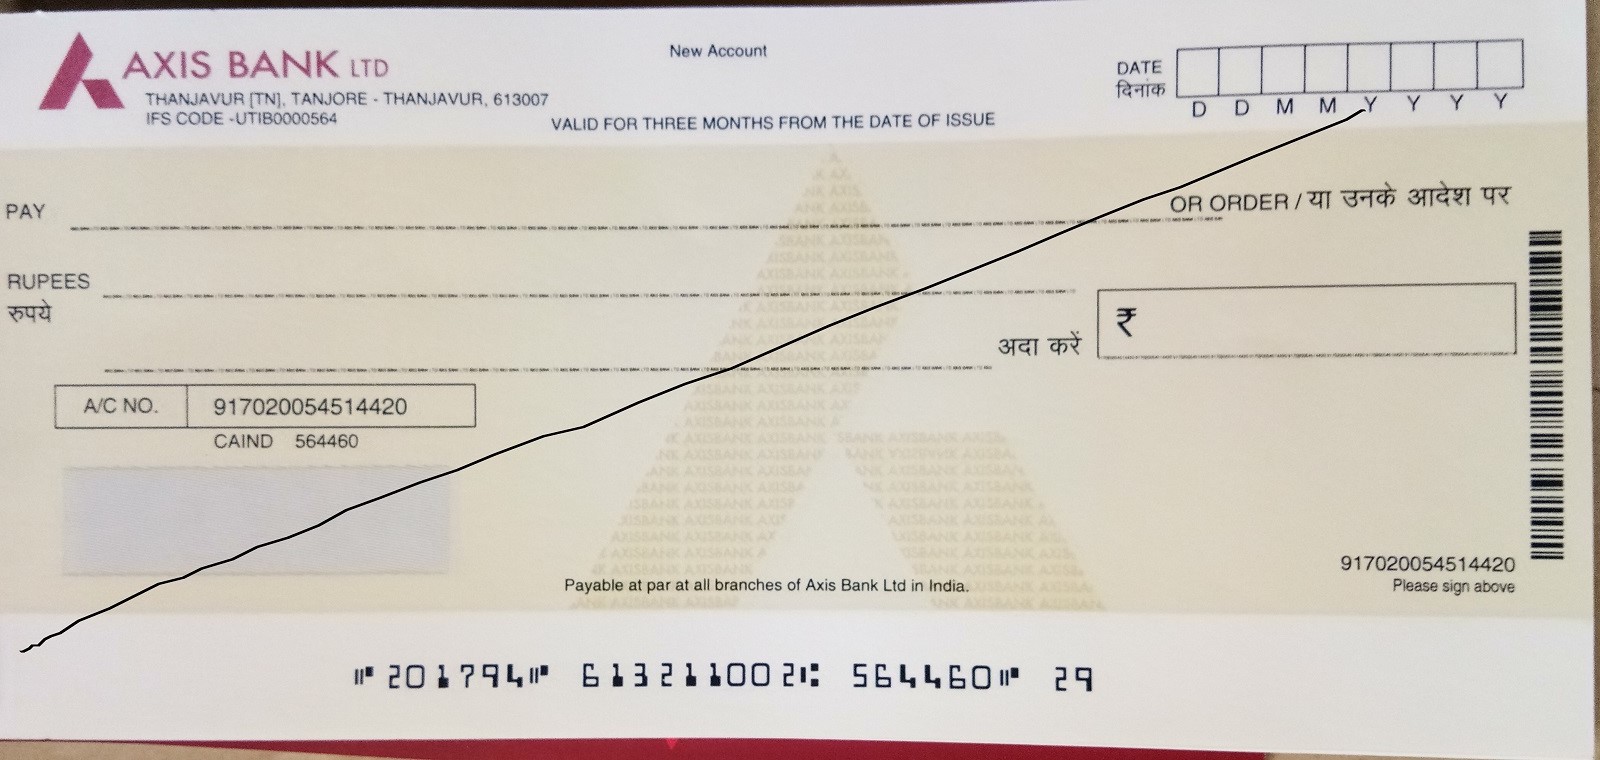 AXIS BANK LTD
THANJAVUR [TN], TANJORE - THANJAVUR, 613007
IFS CODE -UTIB0000564
New Account
VALID FOR THREE MONTHS FROM THE DATE OF ISSUE
DATE
दिनांक
D D M M Y Y Y Y
PAY
OR ORDER / या उनके आदेश पर
RUPEES
रुपये
अदा करें
₹
A/C NO. 917020054514420
CAIND 564460
917020054514420
Please sign above
Payable at par at all branches of Axis Bank Ltd in India.
⑈201794⑈ 613211002⑆ 564460⑈ 29